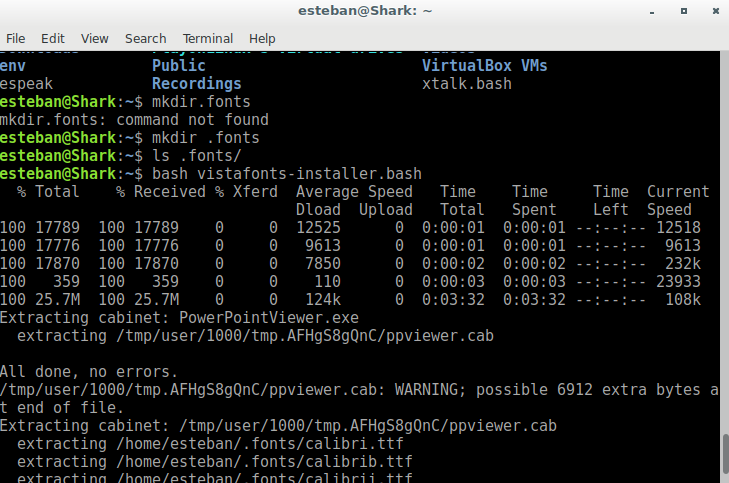 esteban@Shark: ~
File Edit View Search Terminal Help
env Public VirtualBox VMs
espeak Recordings xtalk.bash
esteban@Shark:~$ mkdir.fonts
mkdir.fonts: command not found
esteban@Shark:~$ mkdir .fonts
esteban@Shark:~$ ls .fonts/
esteban@Shark:~$ bash vistafonts-installer.bash
% Total % Received % Xferd Average Speed Time Time Time Current
Dload Upload Total Spent Left Speed
100 17789 100 17789 0 0 12525 0 0:00:01 0:00:01 --:--:-- 12518
100 17776 100 17776 0 0 9613 0 0:00:01 0:00:01 --:--:-- 9613
100 17870 100 17870 0 0 7850 0 0:00:02 0:00:02 --:--:-- 232k
100 359 100 359 0 0 110 0 0:00:03 0:00:03 --:--:-- 23933
100 25.7M 100 25.7M 0 0 124k 0 0:03:32 0:03:32 --:--:-- 108k
Extracting cabinet: PowerPointViewer.exe
extracting /tmp/user/1000/tmp.AFHgS8gQnC/ppviewer.cab
All done, no errors.
/tmp/user/1000/tmp.AFHgS8gQnC/ppviewer.cab: WARNING; possible 6912 extra bytes a
t end of file.
Extracting cabinet: /tmp/user/1000/tmp.AFHgS8gQnC/ppviewer.cab
extracting /home/esteban/.fonts/calibri.ttf
extracting /home/esteban/.fonts/calibrib.ttf
extracting /home/esteban/.fonts/calibrii.ttf